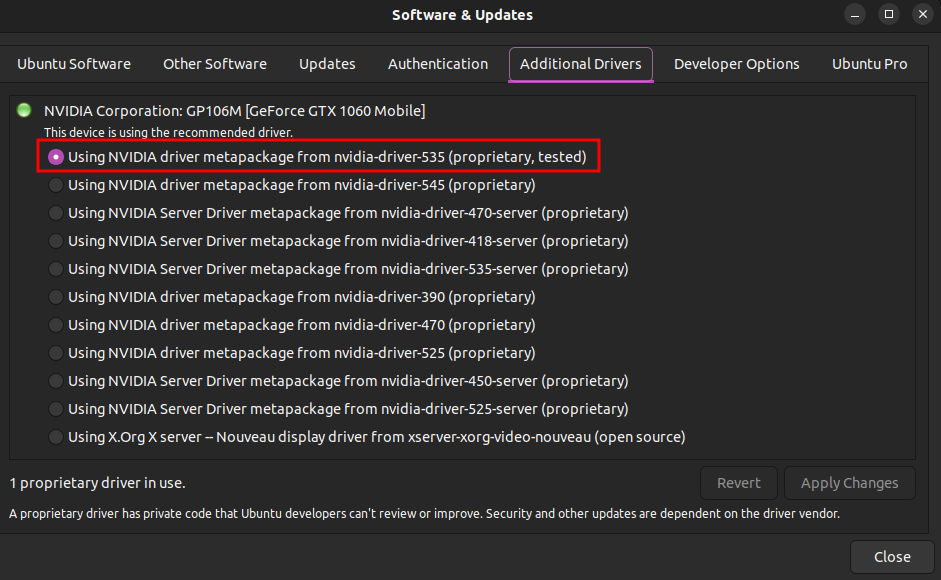 Software & Updates
Ubuntu Software Other Software Updates Authentication Additional Drivers Developer Options Ubuntu Pro
NVIDIA Corporation: GP106M [GeForce GTX 1060 Mobile]
This device is using the recommended driver.
Using NVIDIA driver metapackage from nvidia-driver-535 (proprietary, tested)
Using NVIDIA driver metapackage from nvidia-driver-545 (proprietary)
Using NVIDIA Server Driver metapackage from nvidia-driver-470-server (proprietary)
Using NVIDIA Server Driver metapackage from nvidia-driver-418-server (proprietary)
Using NVIDIA Server Driver metapackage from nvidia-driver-535-server (proprietary)
Using NVIDIA driver metapackage from nvidia-driver-390 (proprietary)
Using NVIDIA driver metapackage from nvidia-driver-470 (proprietary)
Using NVIDIA driver metapackage from nvidia-driver-525 (proprietary)
Using NVIDIA Server Driver metapackage from nvidia-driver-450-server (proprietary)
Using NVIDIA Server Driver metapackage from nvidia-driver-525-server (proprietary)
Using X.Org X server -- Nouveau display driver from xserver-xorg-video-nouveau (open source)
1 proprietary driver in use.
Revert Apply Changes
A proprietary driver has private code that Ubuntu developers can't review or improve. Security and other updates are dependent on the driver vendor.
Close